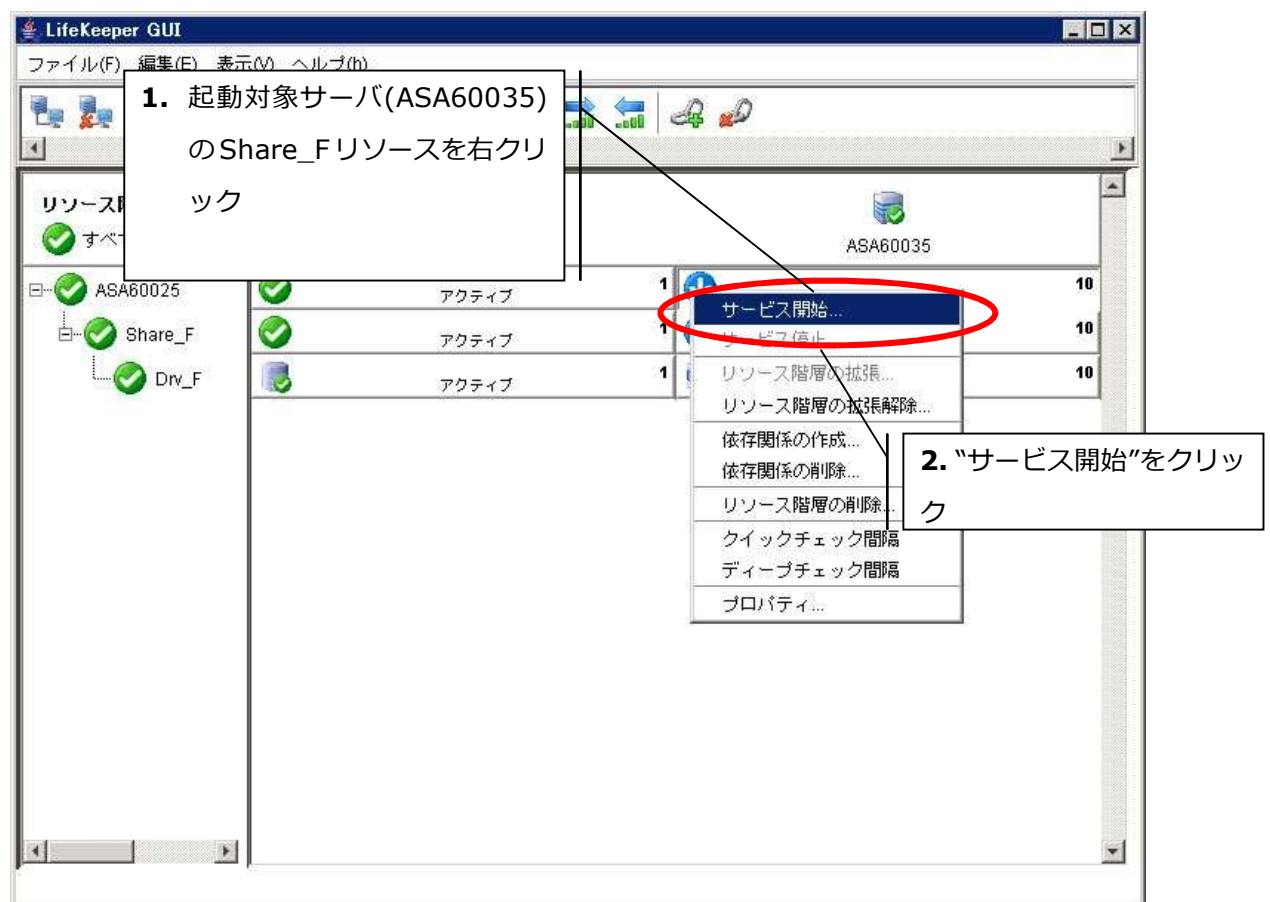 LifeKeeper GUI
ファイル(F) 編集(E) 表示(V) ヘルプ(h)
1. 起動対象サーバ(ASA60035)
のShare_Fリソースを右クリ
ック
ASA60035
ASA60025
アクティブ
1
10
Share_F
アクティブ
1
10
Drv_F
アクティブ
1
10
サービス開始...
サービス停止...
リソース階層の拡張...
リソース階層の拡張解除...
依存関係の作成...
依存関係の削除...
リソース階層の削除...
クイックチェック間隔
ディープチェック間隔
プロパティ...
2. “サービス開始”をクリッ
ク